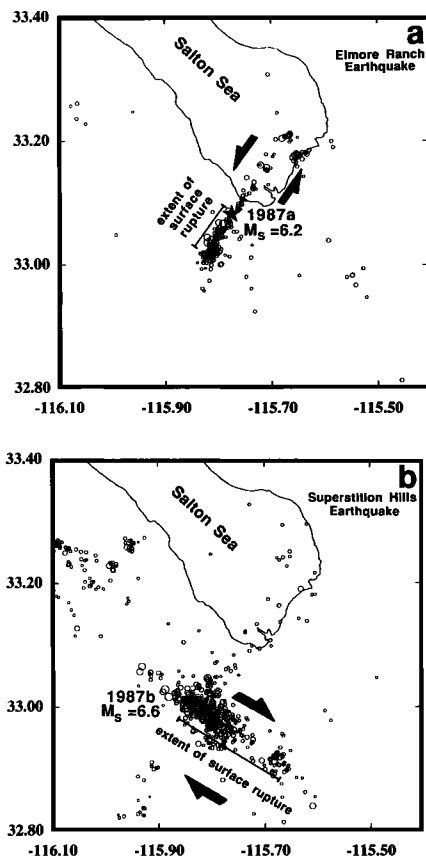 33.40
a
Elmore Ranch
Earthquake
Salton Sea
33.20
extent of
surface
rupture
1987a
Ms =6.2
33.00
32.80
-116.10 -115.90 -115.70 -115.50
33.40
b
Superstition Hills
Earthquake
Salton Sea
33.20
1987b
Ms =6.6
33.00
extent of surface rupture
32.80
-116.10 -115.90 -115.70 -115.50